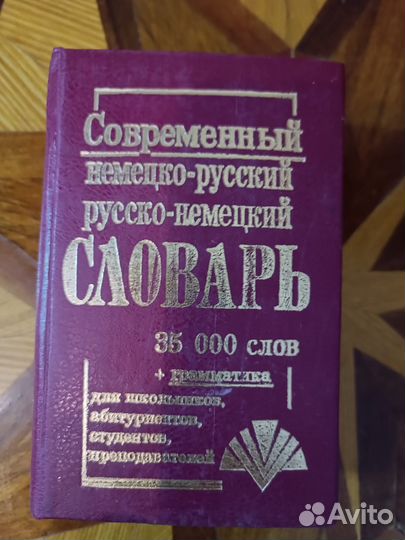 Современный
немецко-русский
русско-немецкий
СЛОВАРЬ
35 000 слов
+ грамматика
для школьников,
абитуриентов,
студентов,
преподавателей
Avito